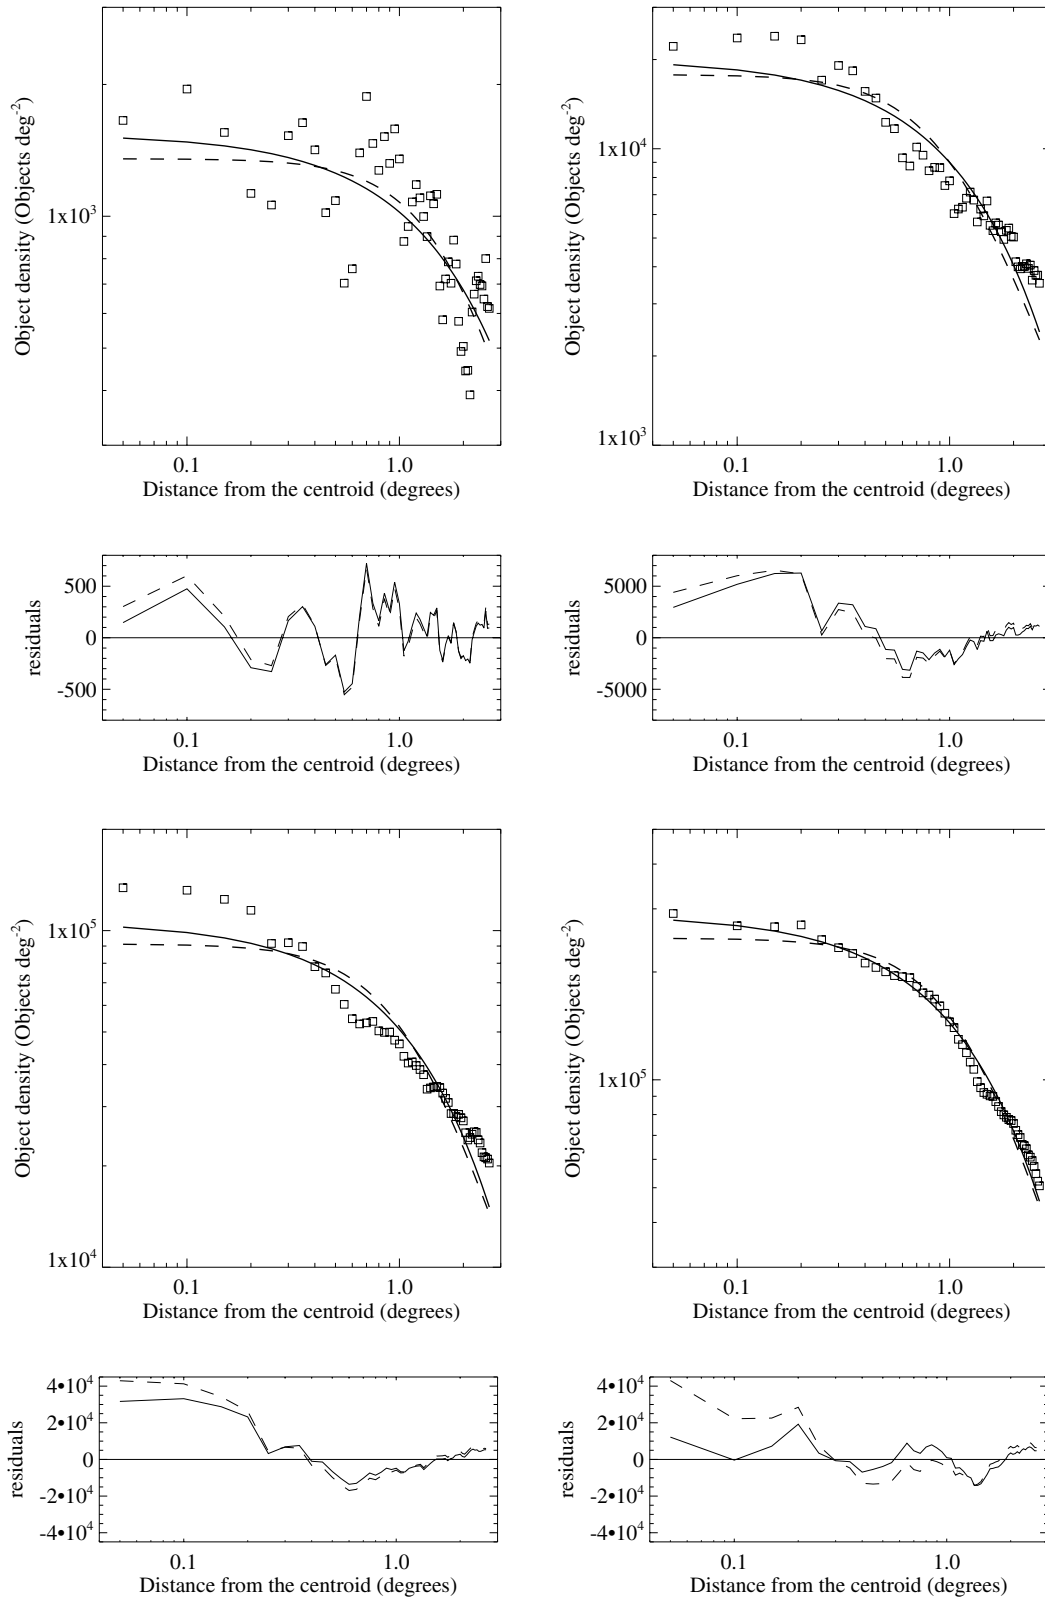 Object density (Objects deg⁻²)
1x10³
0.1 1.0
Distance from the centroid (degrees)
Object density (Objects deg⁻²)
1x10⁴
1x10³
0.1 1.0
Distance from the centroid (degrees)
residuals
500
0
-500
0.1 1.0
Distance from the centroid (degrees)
residuals
5000
0
-5000
0.1 1.0
Distance from the centroid (degrees)
Object density (Objects deg⁻²)
1x10⁵
1x10⁴
0.1 1.0
Distance from the centroid (degrees)
Object density (Objects deg⁻²)
1x10⁵
0.1 1.0
Distance from the centroid (degrees)
residuals
4•10⁴
2•10⁴
0
-2•10⁴
-4•10⁴
0.1 1.0
Distance from the centroid (degrees)
residuals
4•10⁴
2•10⁴
0
-2•10⁴
-4•10⁴
0.1 1.0
Distance from the centroid (degrees)